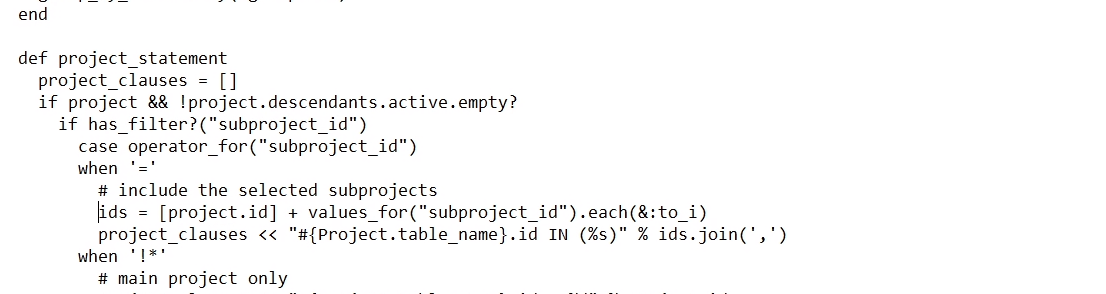 end
def project_statement
project_clauses = []
if project && !project.descendants.active.empty?
if has_filter?("subproject_id")
case operator_for("subproject_id")
when '='
# include the selected subprojects
ids = [project.id] + values_for("subproject_id").each(&:to_i)
project_clauses << "#{Project.table_name}.id IN (%s)" % ids.join(',')
when '!*'
# main project only